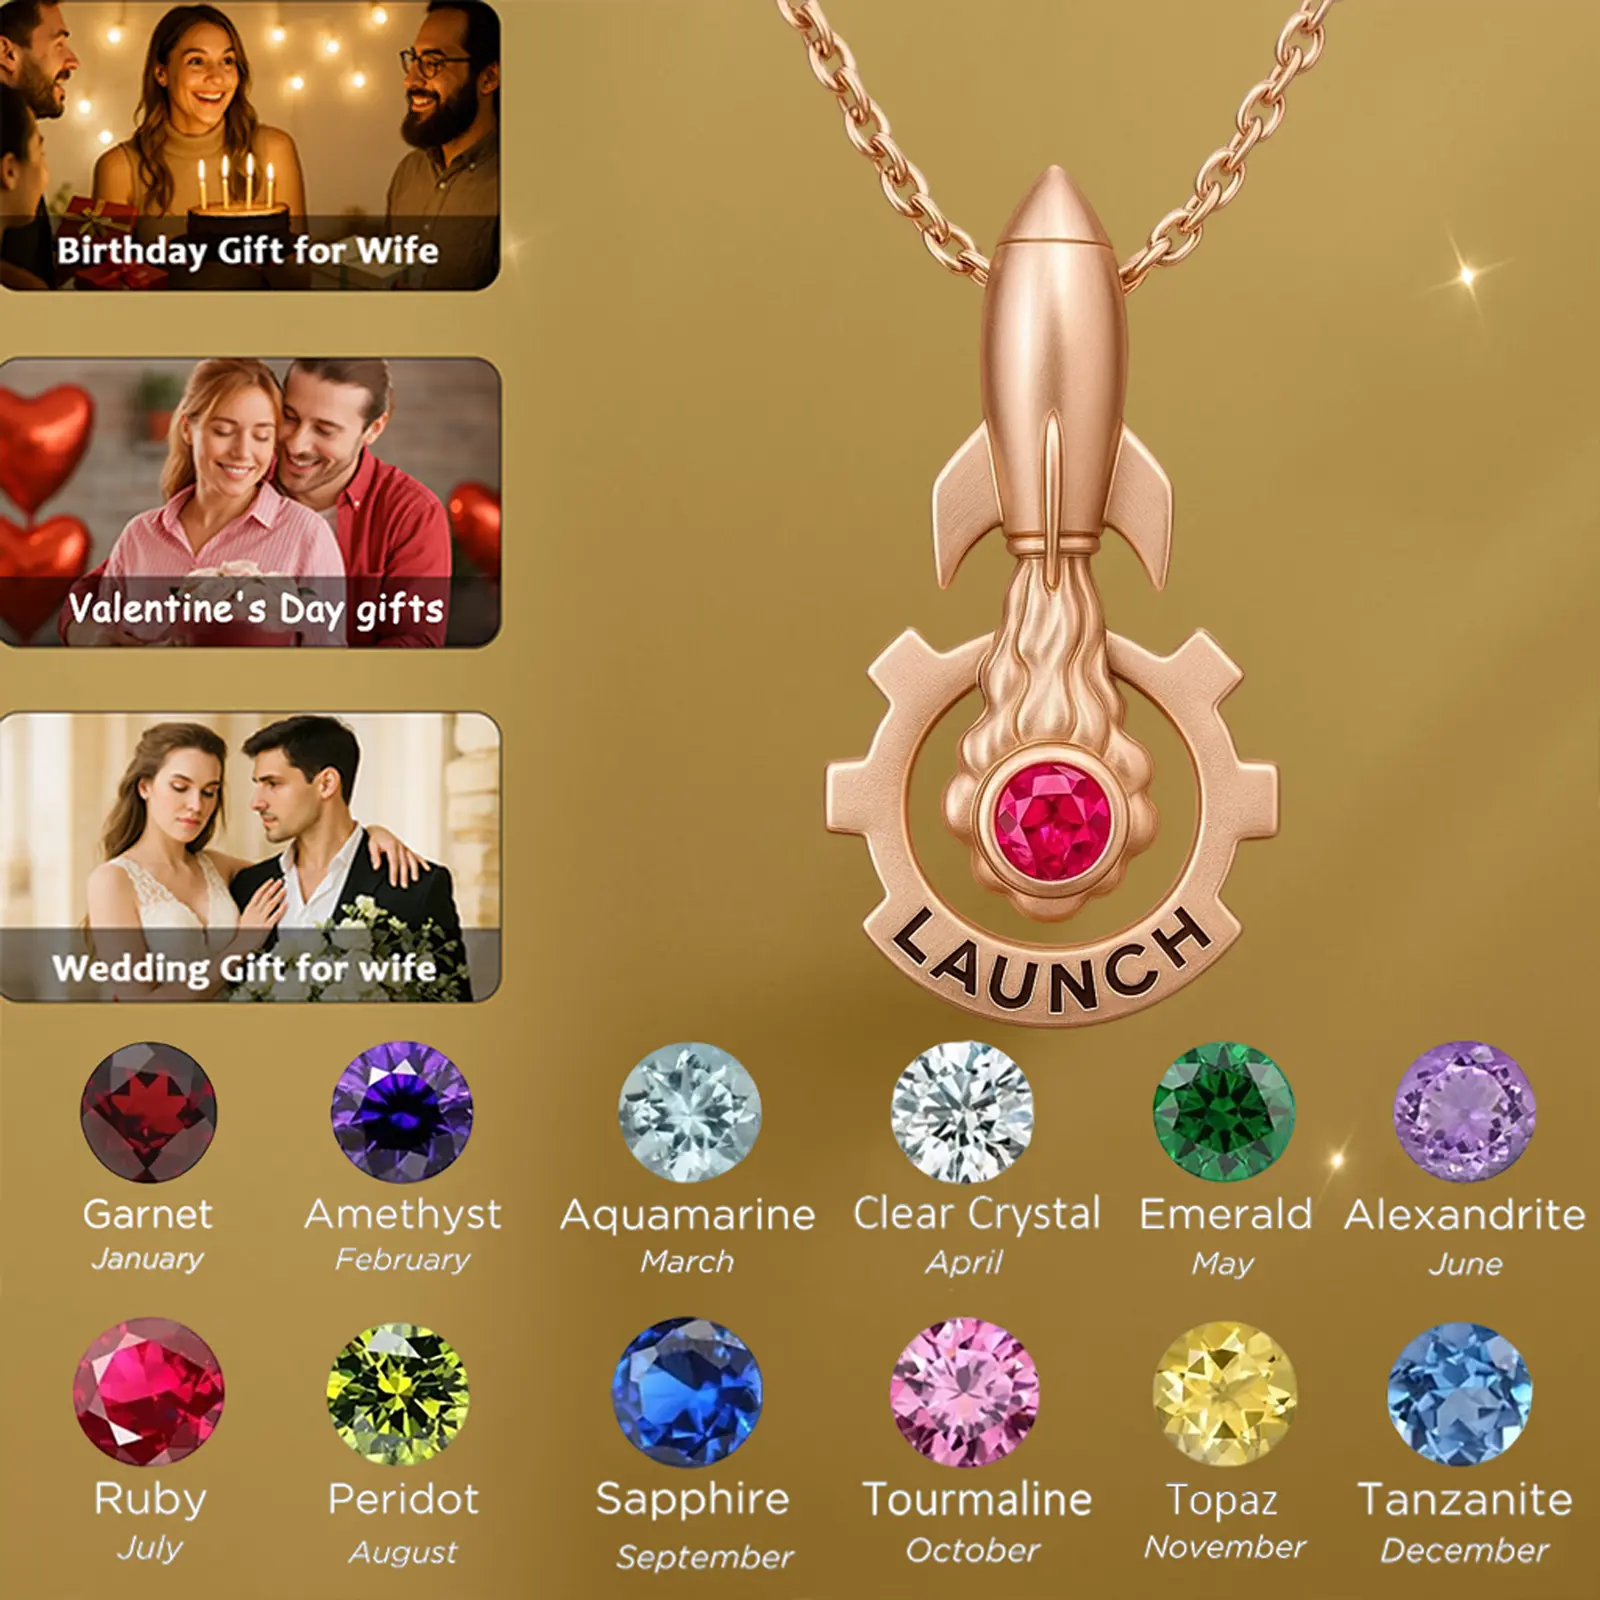 Birthday Gift for Wife
Valentine's Day gifts
Wedding Gift for wife
LAUNCH
Garnet
January
Amethyst
February
Aquamarine
March
Clear Crystal
April
Emerald
May
Alexandrite
June
Ruby
July
Peridot
August
Sapphire
September
Tourmaline
October
Topaz
November
Tanzanite
December